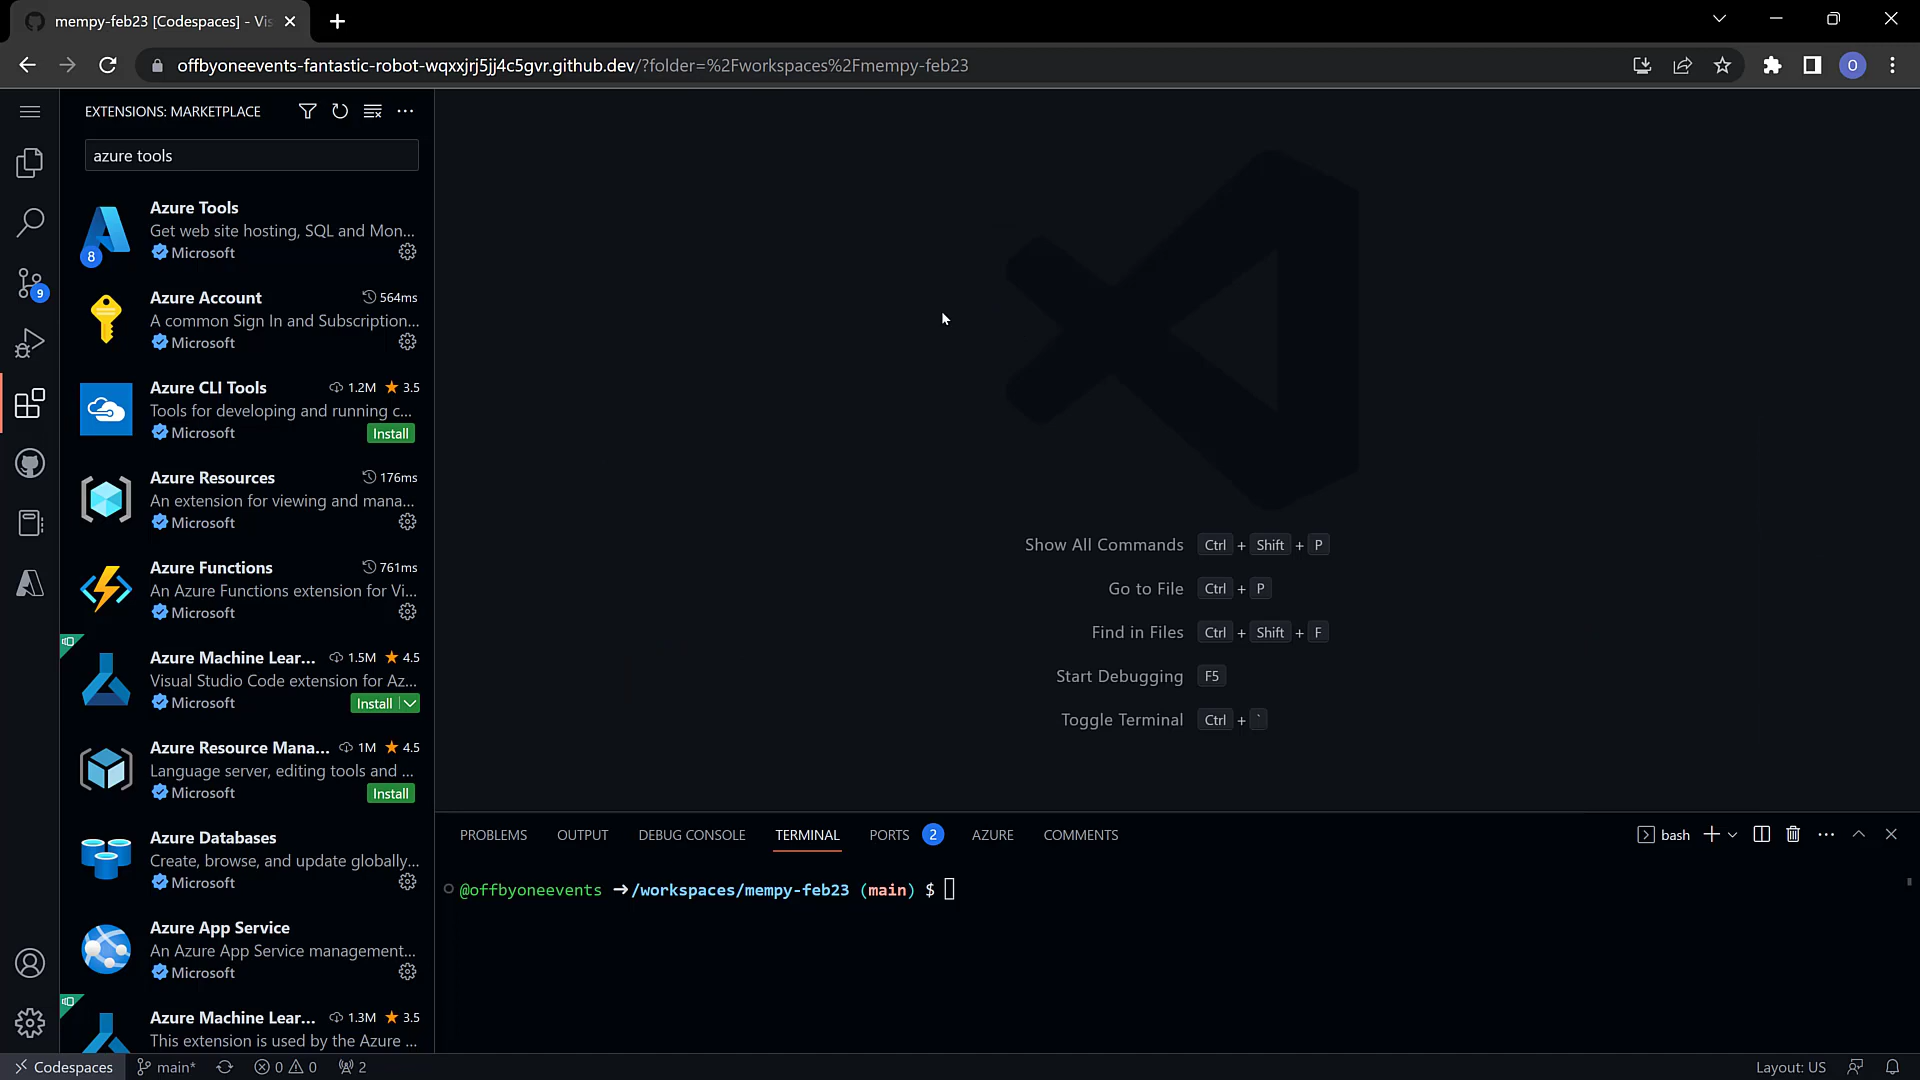 mempy-feb23 [Codespaces] - Vis
offbyoneevents-fantastic-robot-wqxxjrj5jj4c5gvr.github.dev/?folder=%2Fworkspaces%2Fmempy-feb23
O
EXTENSIONS: MARKETPLACE
azure tools
Azure Tools
Get web site hosting, SQL and Mon...
8
Microsoft
9
Azure Account 564ms
A common Sign In and Subscription...
Microsoft
Azure CLI Tools 1.2M 3.5
Tools for developing and running c...
Microsoft Install
Azure Resources 176ms
An extension for viewing and mana...
Microsoft
Azure Functions 761ms
An Azure Functions extension for Vi...
Microsoft
Azure Machine Lear... 1.5M 4.5
Visual Studio Code extension for Az...
Microsoft Install
Azure Resource Mana... 1M 4.5
Language server, editing tools and ...
Microsoft Install
Azure Databases
Create, browse, and update globally...
Microsoft
Azure App Service
An Azure App Service management...
Microsoft
Azure Machine Lear... 1.3M 3.5
This extension is used by the Azure ...
Show All Commands Ctrl + Shift + P
Go to File Ctrl + P
Find in Files Ctrl + Shift + F
Start Debugging F5
Toggle Terminal Ctrl + `
PROBLEMS OUTPUT DEBUG CONSOLE TERMINAL PORTS 2 AZURE COMMENTS bash
@offbyoneevents ➜/workspaces/mempy-feb23 (main) $
Codespaces main* 0 0 2 Layout: US